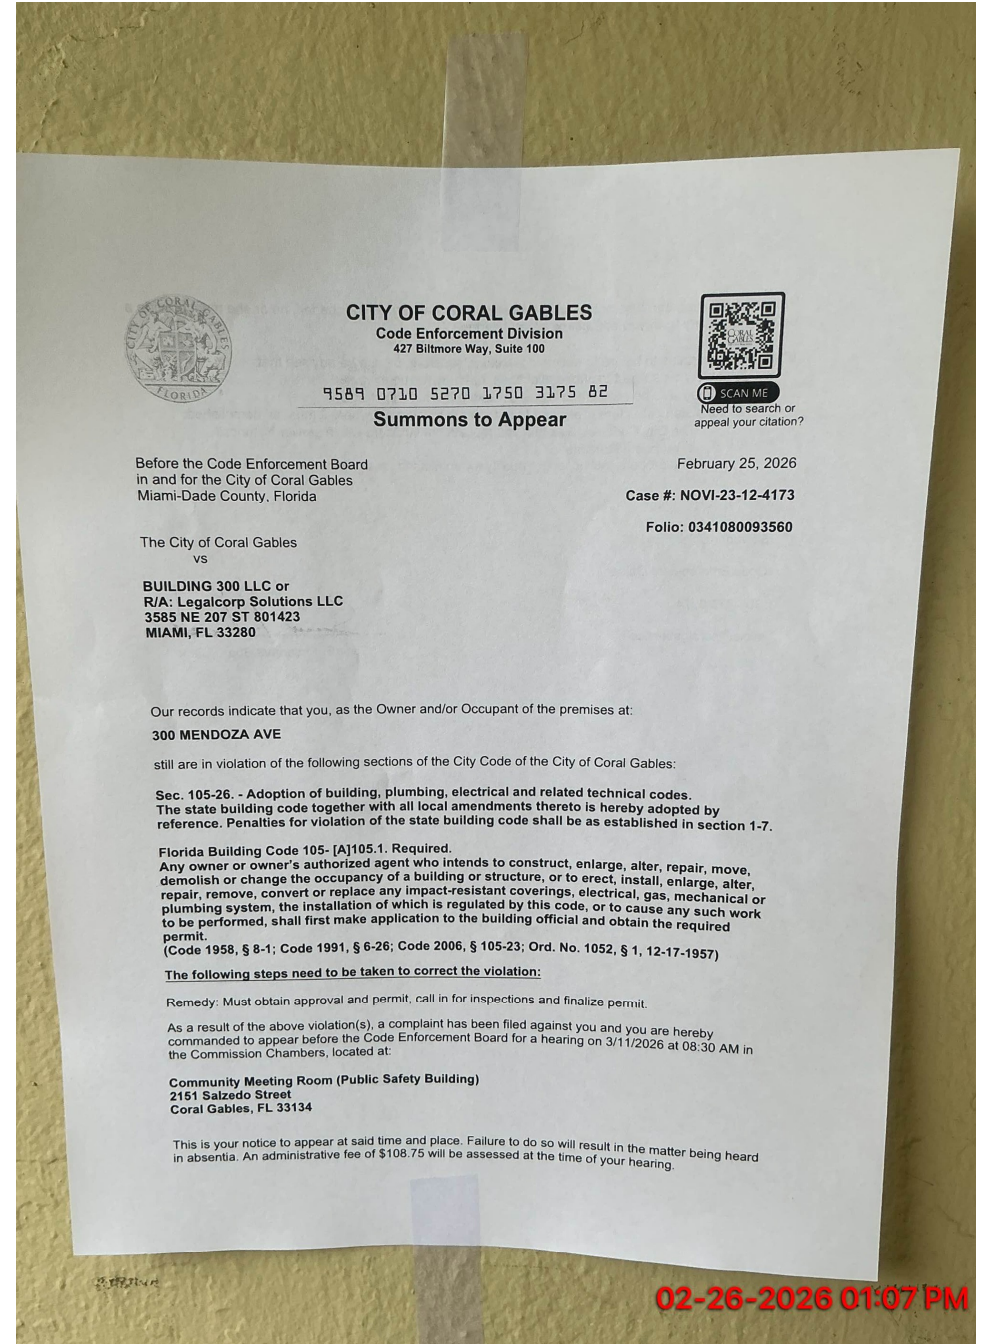 CITY OF CORAL GABLES
FLORIDA
CITY OF CORAL GABLES
Code Enforcement Division
427 Biltmore Way, Suite 100
9589 0710 5270 1750 3175 82
Summons to Appear
CORAL
GABLES
SCAN ME
Need to search or
appeal your citation?
Before the Code Enforcement Board
in and for the City of Coral Gables
Miami-Dade County, Florida
February 25, 2026
Case #: NOVI-23-12-4173
Folio: 0341080093560
The City of Coral Gables
vs
BUILDING 300 LLC or
R/A: Legalcorp Solutions LLC
3585 NE 207 ST 801423
MIAMI, FL 33280
Our records indicate that you, as the Owner and/or Occupant of the premises at:
300 MENDOZA AVE
still are in violation of the following sections of the City Code of the City of Coral Gables:
Sec. 105-26. - Adoption of building, plumbing, electrical and related technical codes.
The state building code together with all local amendments thereto is hereby adopted by
reference. Penalties for violation of the state building code shall be as established in section 1-7.
Florida Building Code 105- [A]105.1. Required.
Any owner or owner's authorized agent who intends to construct, enlarge, alter, repair, move,
demolish or change the occupancy of a building or structure, or to erect, install, enlarge, alter,
repair, remove, convert or replace any impact-resistant coverings, electrical, gas, mechanical or
plumbing system, the installation of which is regulated by this code, or to cause any such work
to be performed, shall first make application to the building official and obtain the required
permit.
(Code 1958, § 8-1; Code 1991, § 6-26; Code 2006, § 105-23; Ord. No. 1052, § 1, 12-17-1957)
The following steps need to be taken to correct the violation:
Remedy: Must obtain approval and permit, call in for inspections and finalize permit.
As a result of the above violation(s), a complaint has been filed against you and you are hereby
commanded to appear before the Code Enforcement Board for a hearing on 3/11/2026 at 08:30 AM in
the Commission Chambers, located at:
Community Meeting Room (Public Safety Building)
2151 Salzedo Street
Coral Gables, FL 33134
This is your notice to appear at said time and place. Failure to do so will result in the matter being heard
in absentia. An administrative fee of $108.75 will be assessed at the time of your hearing.
02-26-2026 01:07 PM